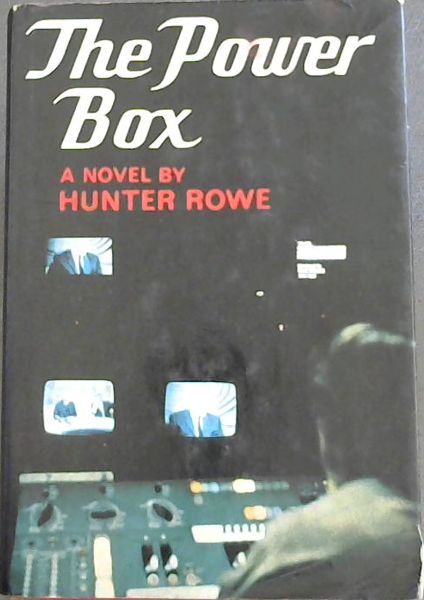 The Power
Box
A NOVEL BY
HUNTER ROWE